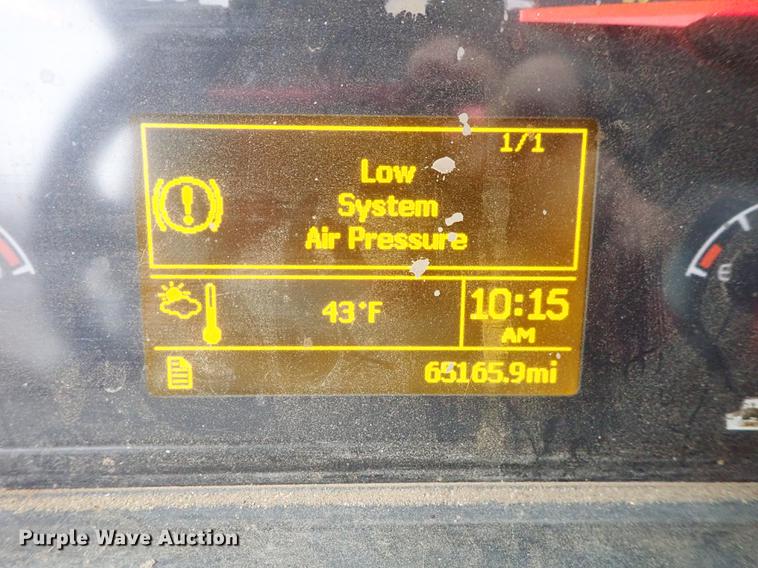 1/1
Low
System
Air Pressure
43°F
10:15
AM
65165.9mi
E
Purple Wave Auction